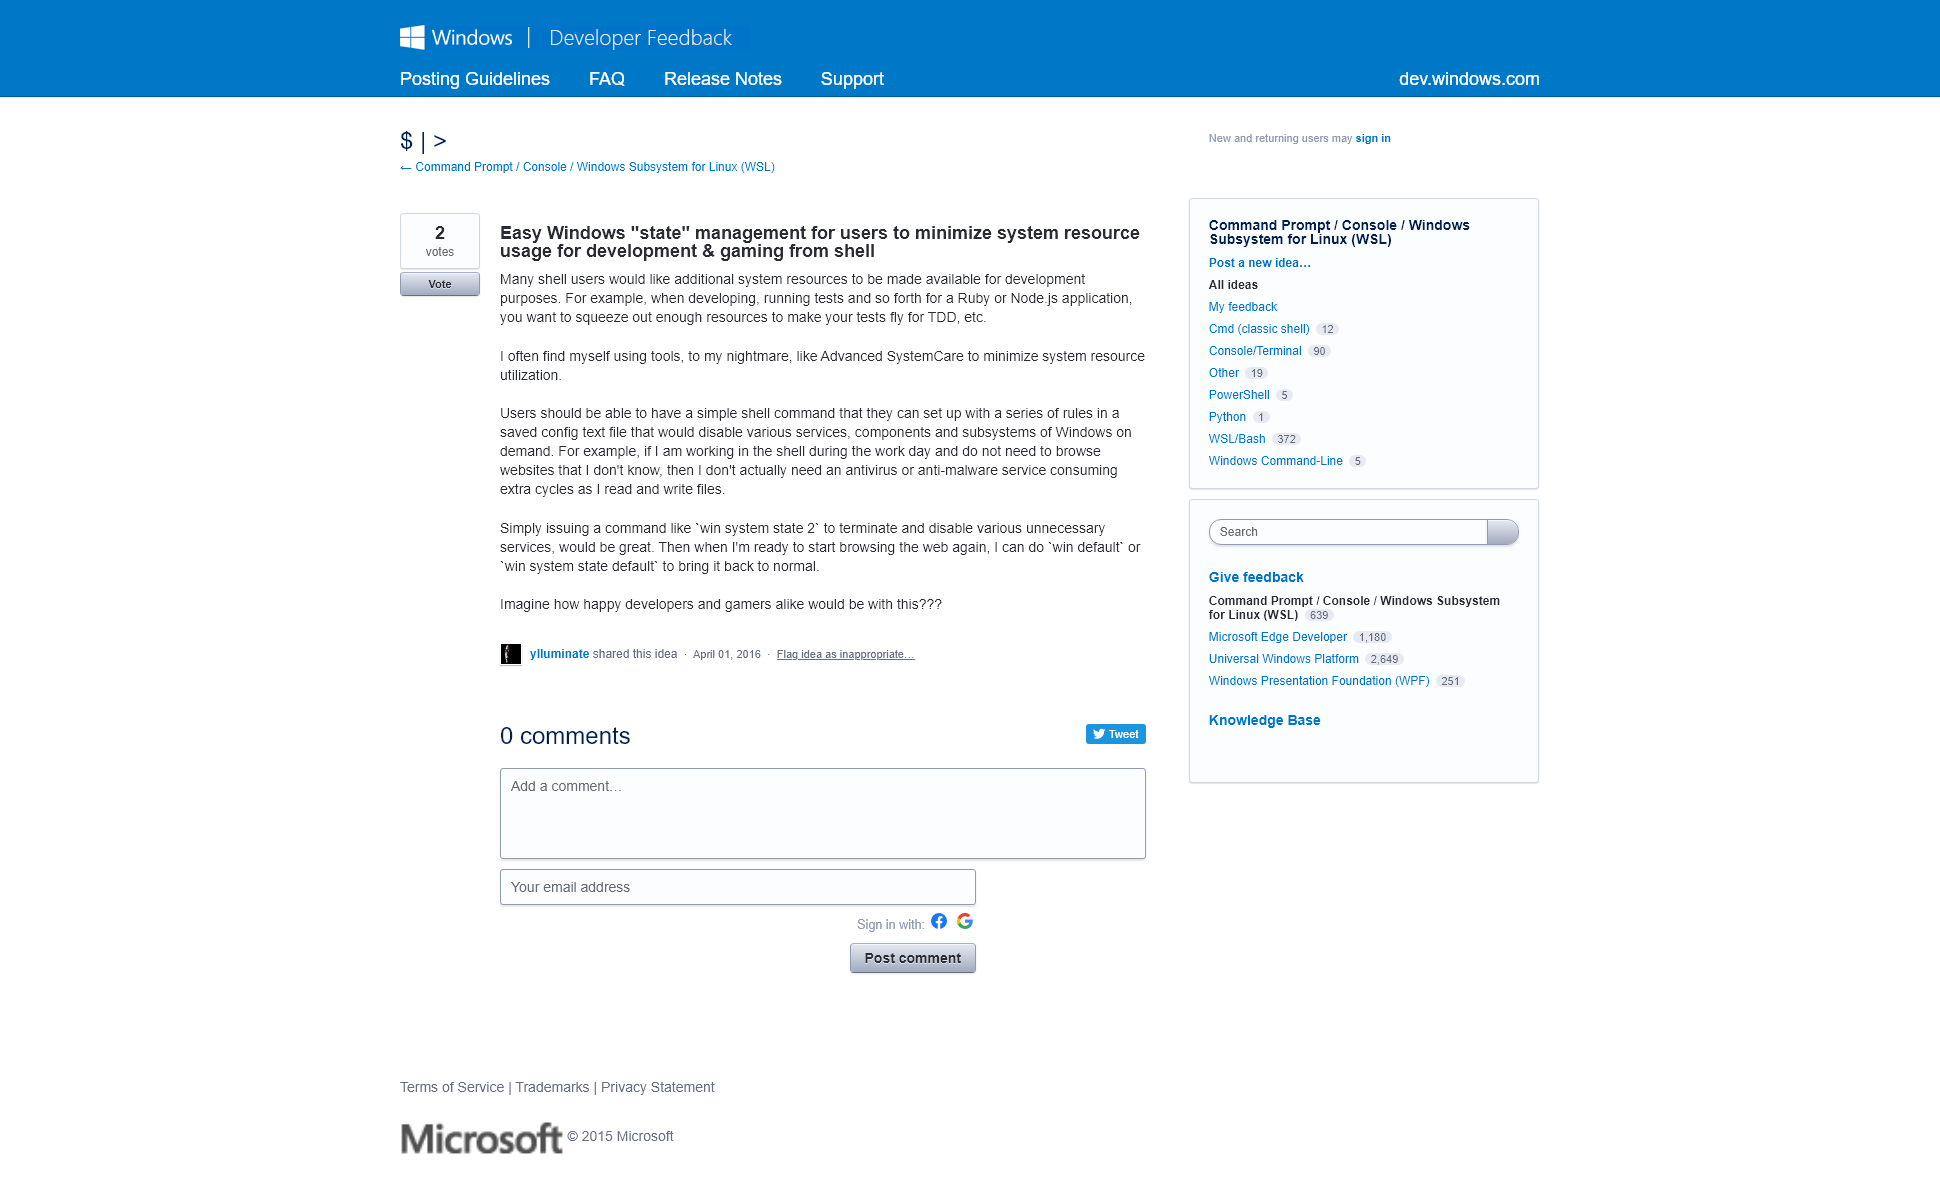 Windows | Developer Feedback
Posting Guidelines FAQ Release Notes Support dev.windows.com
$ | >
← Command Prompt / Console / Windows Subsystem for Linux (WSL)
New and returning users may sign in
2
votes
Vote
Easy Windows "state" management for users to minimize system resource
usage for development & gaming from shell
Many shell users would like additional system resources to be made available for development
purposes. For example, when developing, running tests and so forth for a Ruby or Node.js application,
you want to squeeze out enough resources to make your tests fly for TDD, etc.
I often find myself using tools, to my nightmare, like Advanced SystemCare to minimize system resource
utilization.
Users should be able to have a simple shell command that they can set up with a series of rules in a
saved config text file that would disable various services, components and subsystems of Windows on
demand. For example, if I am working in the shell during the work day and do not need to browse
websites that I don't know, then I don't actually need an antivirus or anti-malware service consuming
extra cycles as I read and write files.
Simply issuing a command like `win system state 2` to terminate and disable various unnecessary
services, would be great. Then when I'm ready to start browsing the web again, I can do `win default` or
`win system state default` to bring it back to normal.
Imagine how happy developers and gamers alike would be with this???
ylluminate shared this idea · April 01, 2016 · Flag idea as inappropriate…
0 comments
Tweet
Add a comment…
Your email address
Sign in with:
Post comment
Command Prompt / Console / Windows
Subsystem for Linux (WSL)
Post a new idea…
All ideas
My feedback
Cmd (classic shell) 12
Console/Terminal 90
Other 19
PowerShell 5
Python 1
WSL/Bash 372
Windows Command-Line 5
Search
Give feedback
Command Prompt / Console / Windows Subsystem
for Linux (WSL) 639
Microsoft Edge Developer 1,180
Universal Windows Platform 2,649
Windows Presentation Foundation (WPF) 251
Knowledge Base
Terms of Service | Trademarks | Privacy Statement
Microsoft © 2015 Microsoft